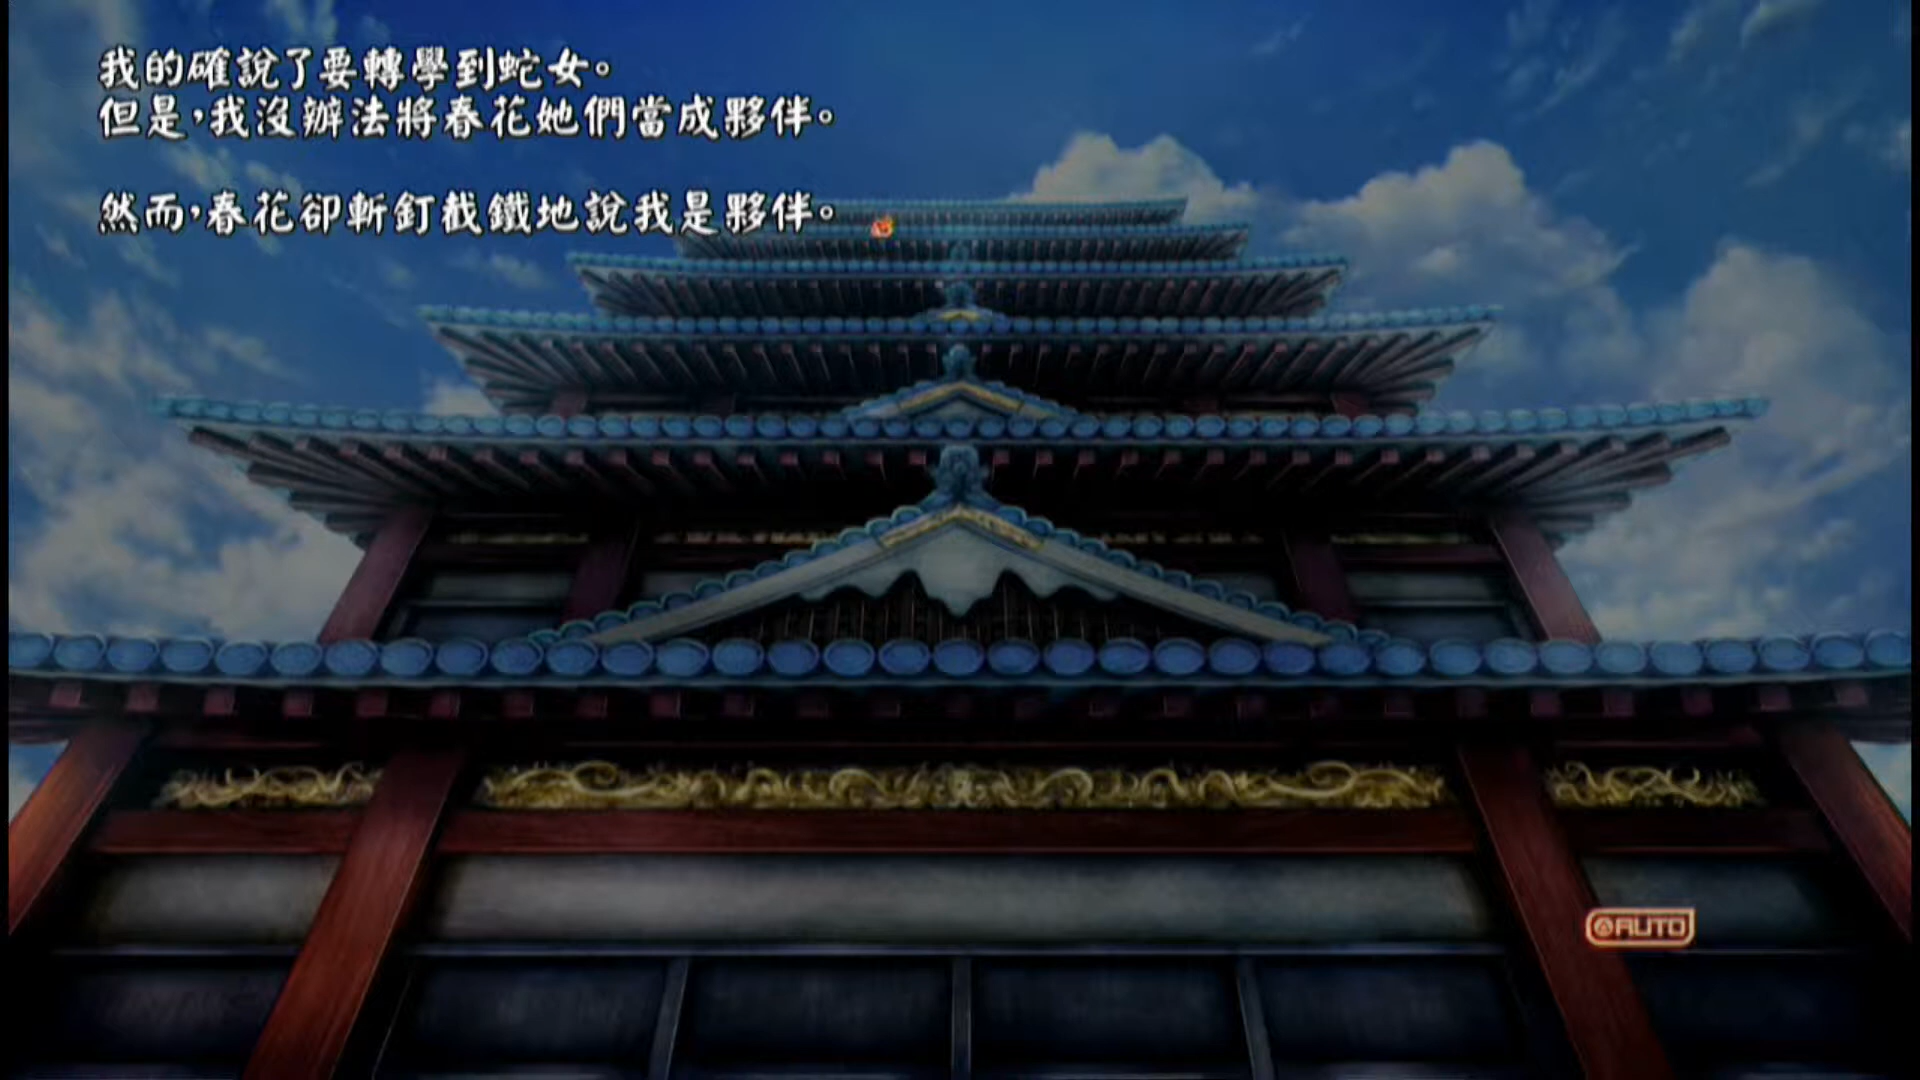 我的確說了要轉學到蛇女。
但是,我沒辦法將春花她們當成夥伴。
然而,春花卻斬釘截鐵地說我是夥伴。
AUTO